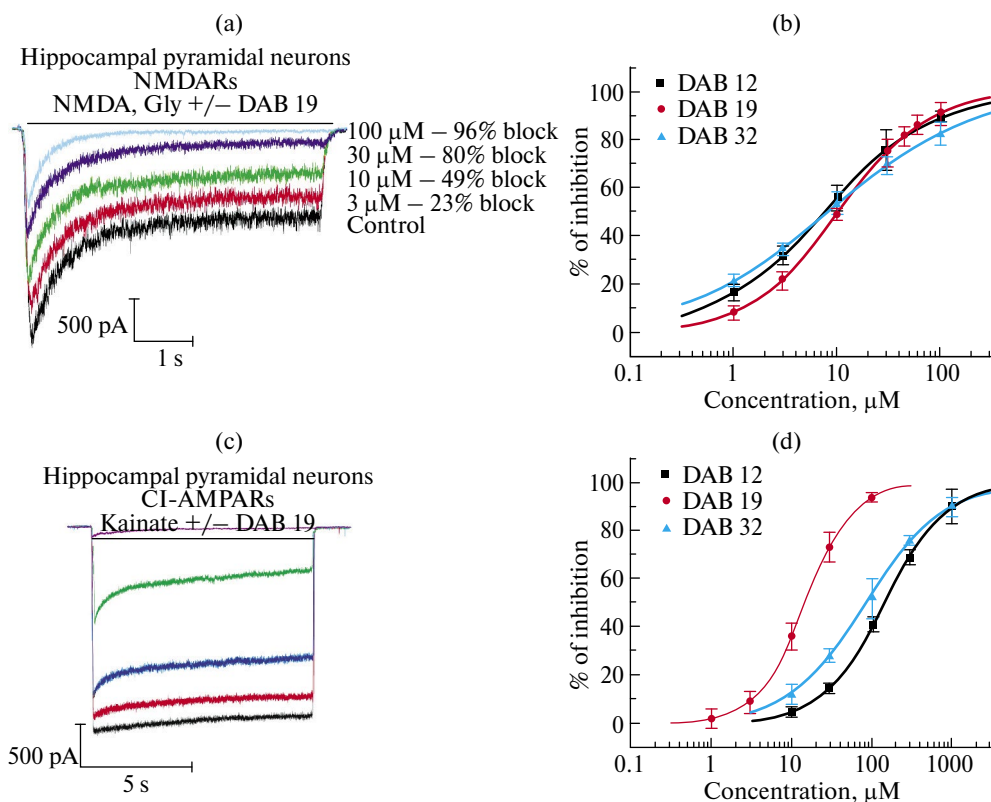 (a)
Hippocampal pyramidal neurons
NMDARs
NMDA, Gly +/− DAB 19
100 µM − 96% block
30 µM − 80% block
10 µM − 49% block
3 µM − 23% block
Control
500 pA
1 s
(b)
DAB 12
DAB 19
DAB 32
% of inhibition
100
80
60
40
20
0
0.1
1
10
100
Concentration, µM
(c)
Hippocampal pyramidal neurons
CI-AMPARs
Kainate +/− DAB 19
500 pA
5 s
(d)
DAB 12
DAB 19
DAB 32
% of inhibition
100
80
60
40
20
0
0.1
1
10
100
1000
Concentration, µM